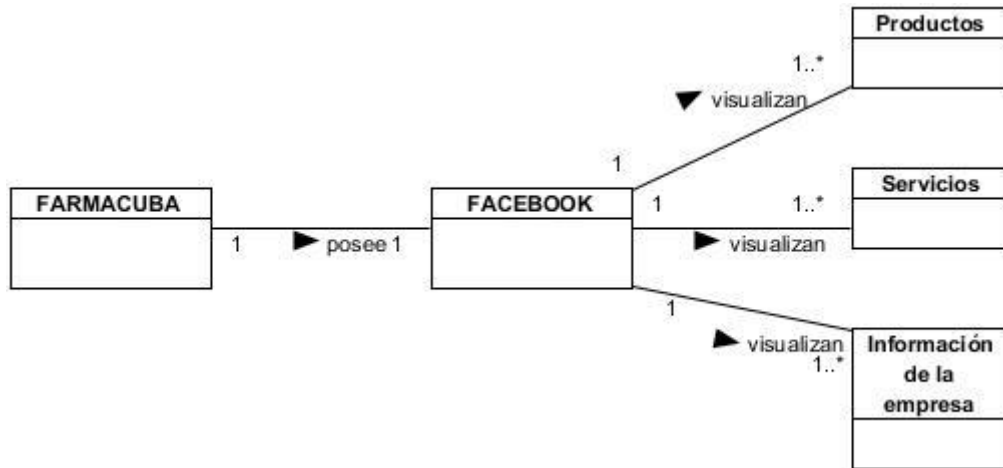 Productos
1..*
visualizan
1
Servicios
FARMACUBA
FACEBOOK
1
1..*
1
posee 1
visualizan
1
visualizan
1..*
Información
de la
empresa